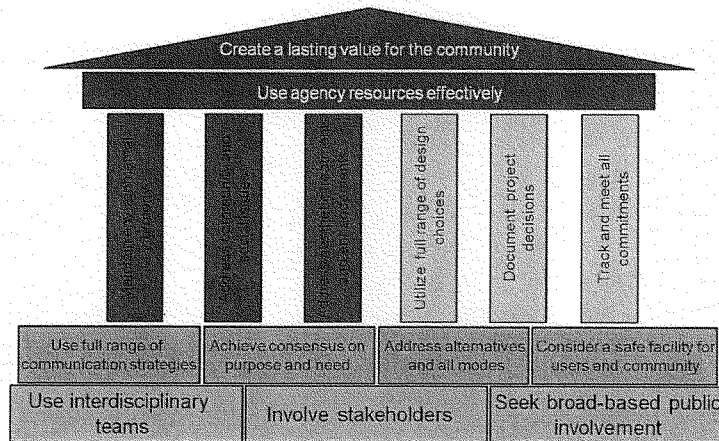 Create a lasting value for the community
Use agency resources effectively
Address community and
Utilize full range of design
choices
Document project
decisions
Track and meet all
commitments
Use full range of
communication strategies
Achieve consensus on
purpose and need
Address alternatives
and all modes
Consider a safe facility for
users and community
Use interdisciplinary
teams
Involve stakeholders
Seek broad-based public
involvement